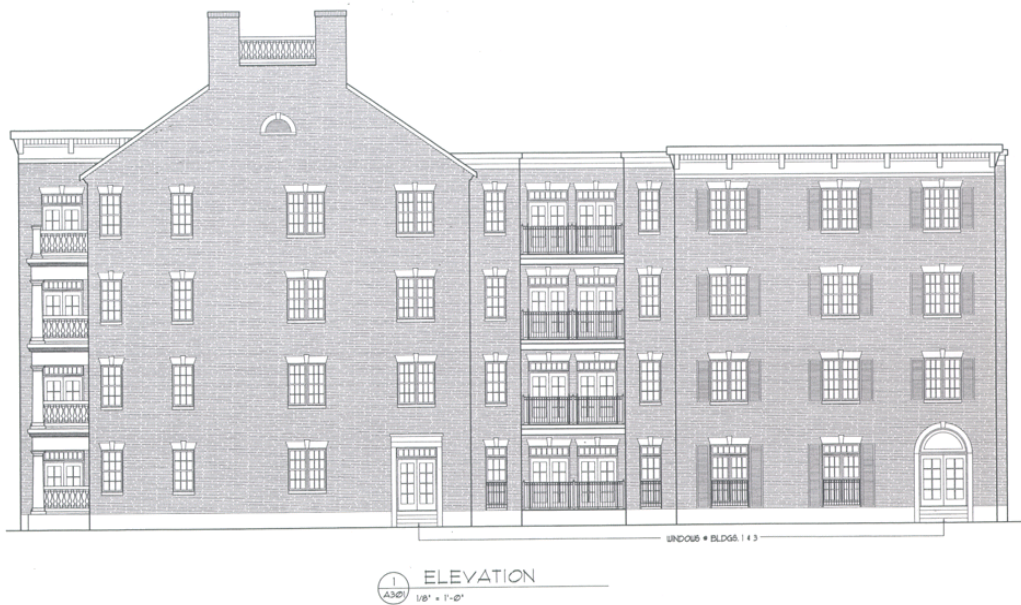 WINDOWS @ BLDGS. 1 & 3
1
A301
ELEVATION
1/8" = 1'-0"